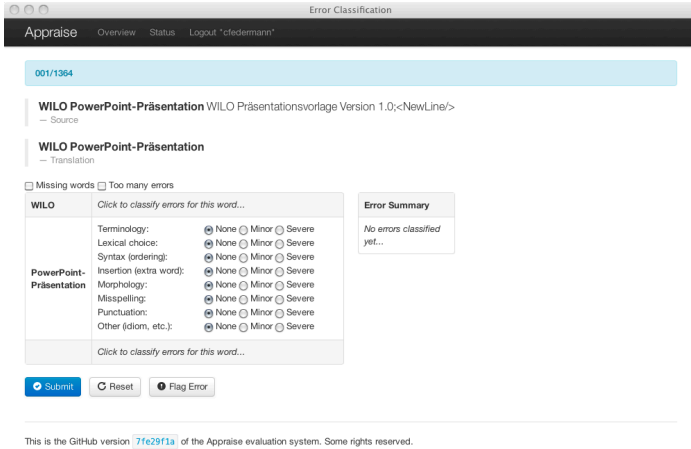 Error Classification
Appraise Overview Status Logout "cfedermann"
001/1364
WILO PowerPoint-Präsentation WILO Präsentationsvorlage Version 1.0;<NewLine/>
— Source
WILO PowerPoint-Präsentation
— Translation
Missing words Too many errors
WILO Click to classify errors for this word...
Error Summary
No errors classified
yet...
PowerPoint-
Präsentation
Terminology: None Minor Severe
Lexical choice: None Minor Severe
Syntax (ordering): None Minor Severe
Insertion (extra word): None Minor Severe
Morphology: None Minor Severe
Misspelling: None Minor Severe
Punctuation: None Minor Severe
Other (idiom, etc.): None Minor Severe
Click to classify errors for this word...
Submit Reset Flag Error
This is the GitHub version 7fe29f1a of the Appraise evaluation system. Some rights reserved.